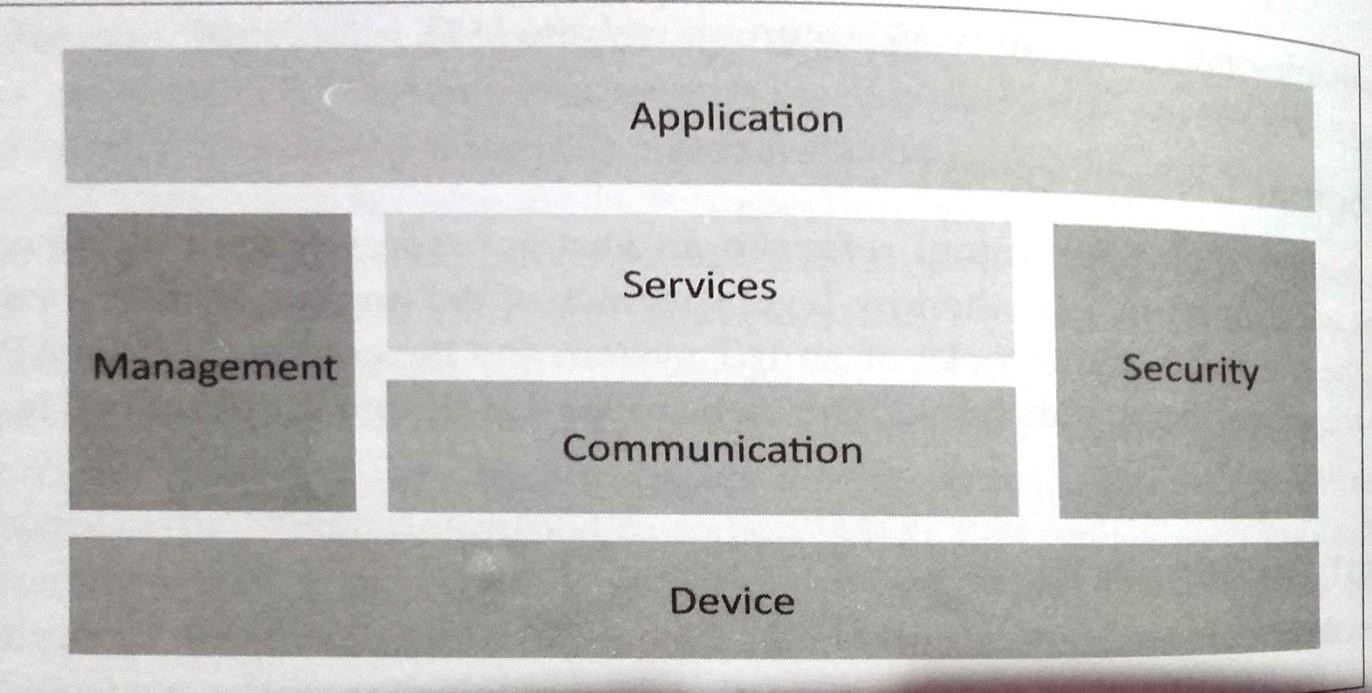 Application
Services
Management
Security
Communication
Device